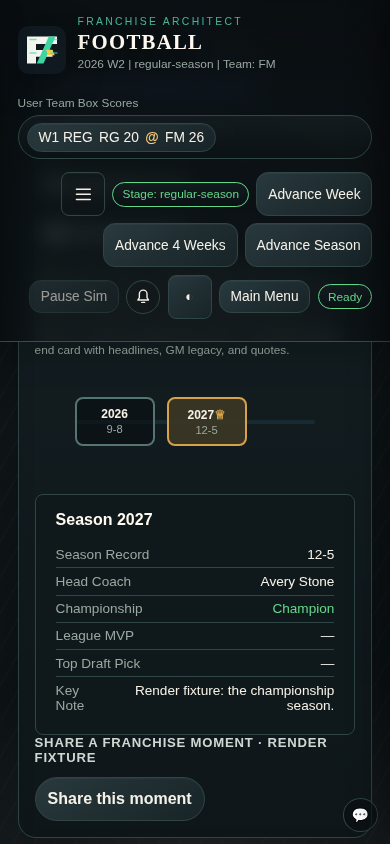 FRANCHISE ARCHITECT
FOOTBALL
2026 W2 | regular-season | Team: FM
User Team Box Scores
W1 REG RG 20 @ FM 26
Stage: regular-season
Advance Week
Advance 4 Weeks
Advance Season
Pause Sim
Main Menu
Ready
end card with headlines, GM legacy, and quotes.
2026
9-8
2027♕
12-5
Season 2027
Season Record 12-5
Head Coach Avery Stone
Championship Champion
League MVP —
Top Draft Pick —
Key Note Render fixture: the championship
season.
SHARE A FRANCHISE MOMENT · RENDER
FIXTURE
Share this moment